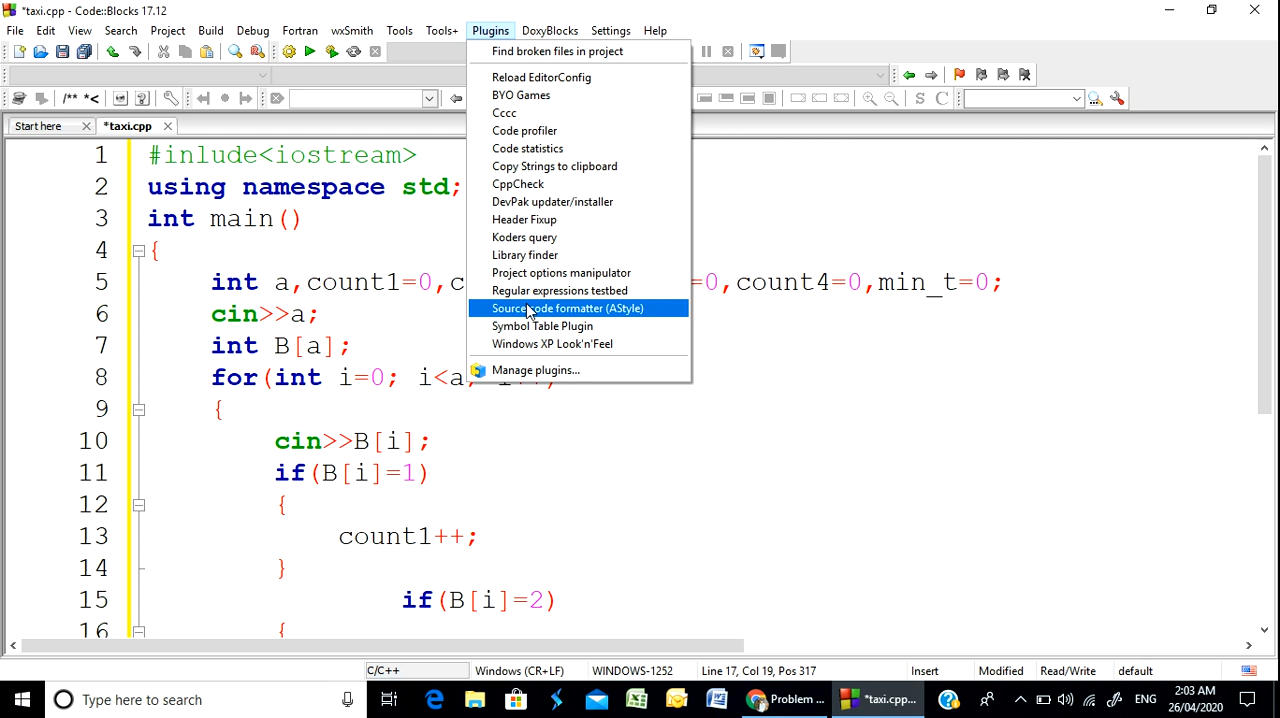 *taxi.cpp - Code::Blocks 17.12
File Edit View Search Project Build Debug Fortran wxSmith Tools Tools+ Plugins DoxyBlocks Settings Help
Find broken files in project
Reload EditorConfig
BYO Games
Cccc
Code profiler
Code statistics
Copy Strings to clipboard
CppCheck
DevPak updater/installer
Header Fixup
Koders query
Library finder
Project options manipulator
Regular expressions testbed
Source code formatter (AStyle)
Symbol Table Plugin
Windows XP Look'n'Feel
Manage plugins...
/** *<
S C
Start here *taxi.cpp
1 #inlude<iostream>
2 using namespace std;
3 int main()
4 {
5 int a,count1=0,c =0,count4=0,min_t=0;
6 cin>>a;
7 int B[a];
8 for(int i=0; i<a;
9 {
10 cin>>B[i];
11 if(B[i]=1)
12 {
13 count1++;
14 }
15 if(B[i]=2)
16 {
C/C++ Windows (CR+LF) WINDOWS-1252 Line 17, Col 19, Pos 317 Insert Modified Read/Write default
Type here to search
Problem ... *taxi.cpp...
ENG
2:03 AM
26/04/2020